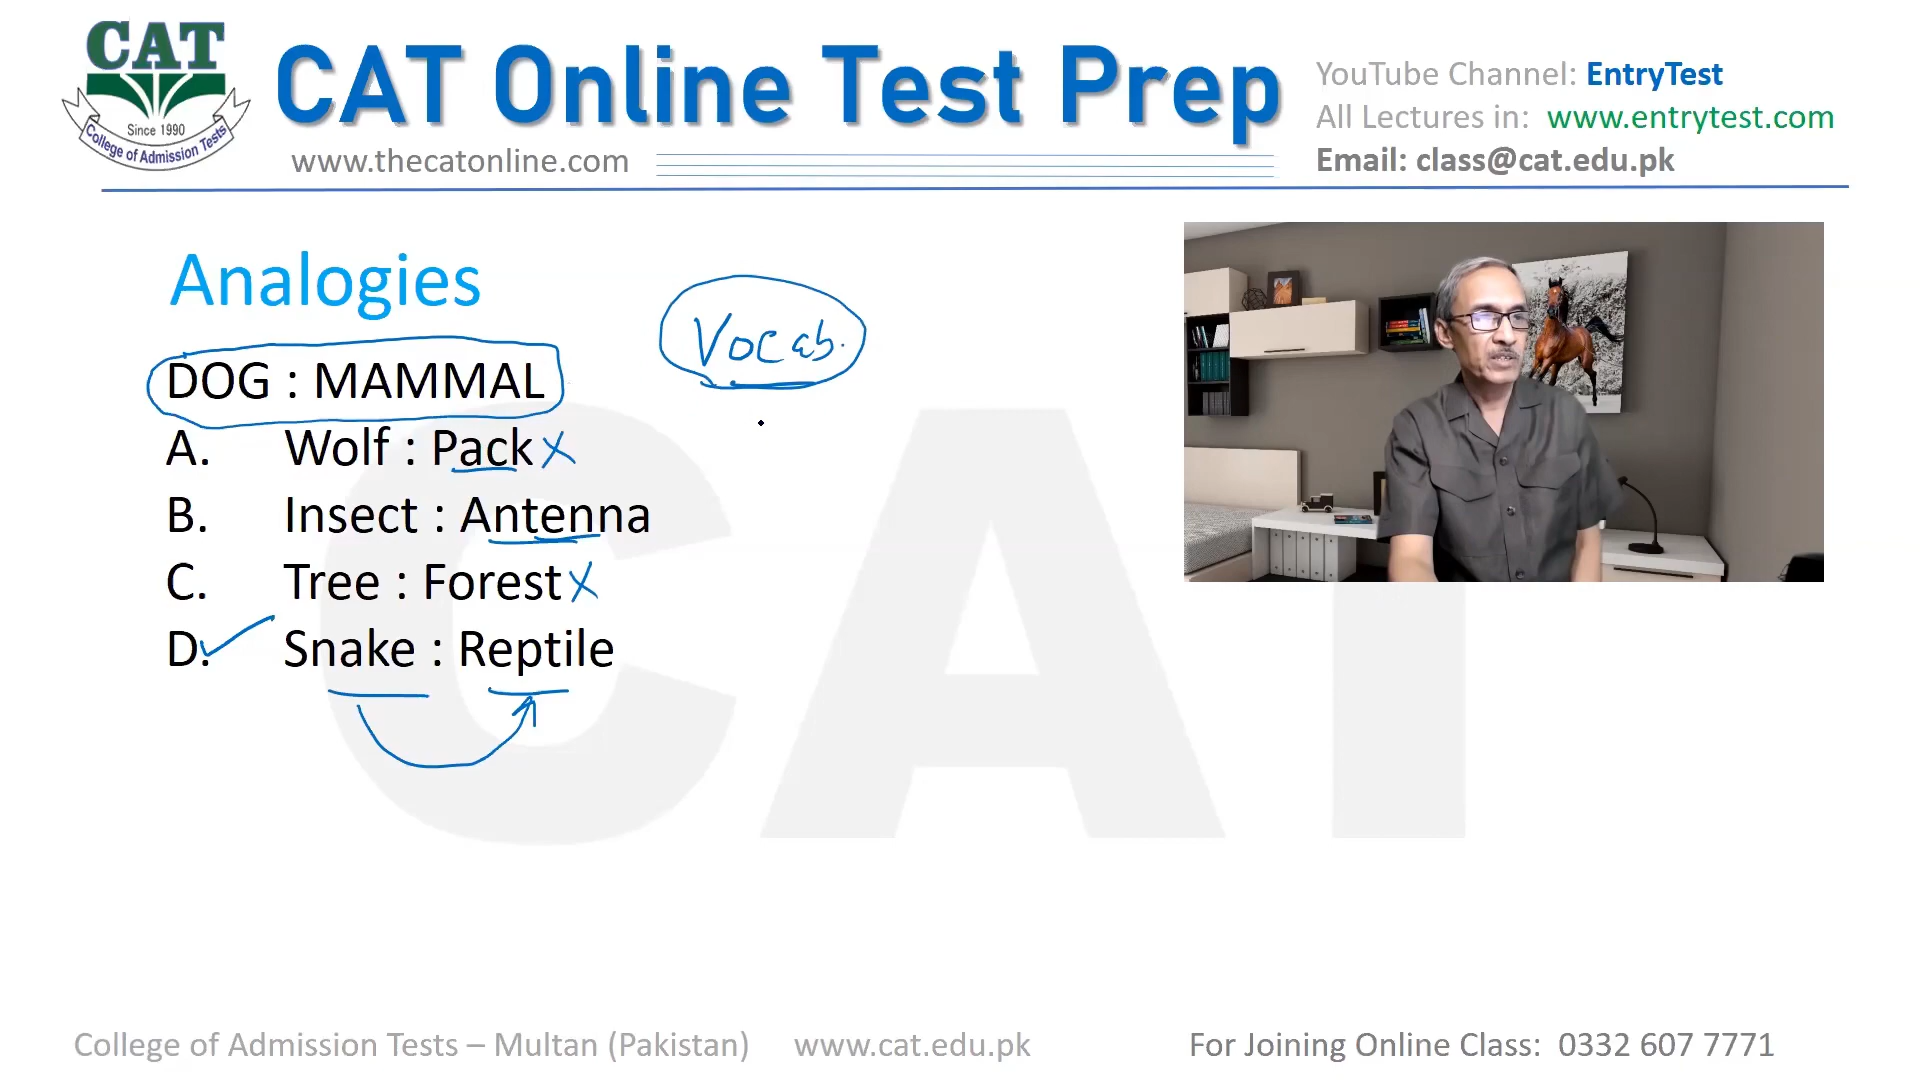 CAT
Since 1990
College of Admission Tests
CAT Online Test Prep
www.thecatonline.com
YouTube Channel: EntryTest
All Lectures in: www.entrytest.com
Email: class@cat.edu.pk
Analogies
Vocab.
DOG : MAMMAL
A. Wolf : Pack X
B. Insect : Antenna
C. Tree : Forest X
D. Snake : Reptile
CAT
College of Admission Tests – Multan (Pakistan) www.cat.edu.pk
For Joining Online Class: 0332 607 7771